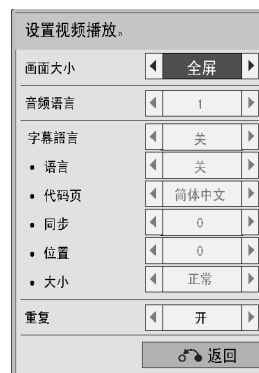 设置视频播放。
画面大小 全屏
音频语言 1
字幕語言 关
• 语言 关
• 代码页 简体中文
• 同步 0
• 位置 0
• 大小 正常
重复 开
返回